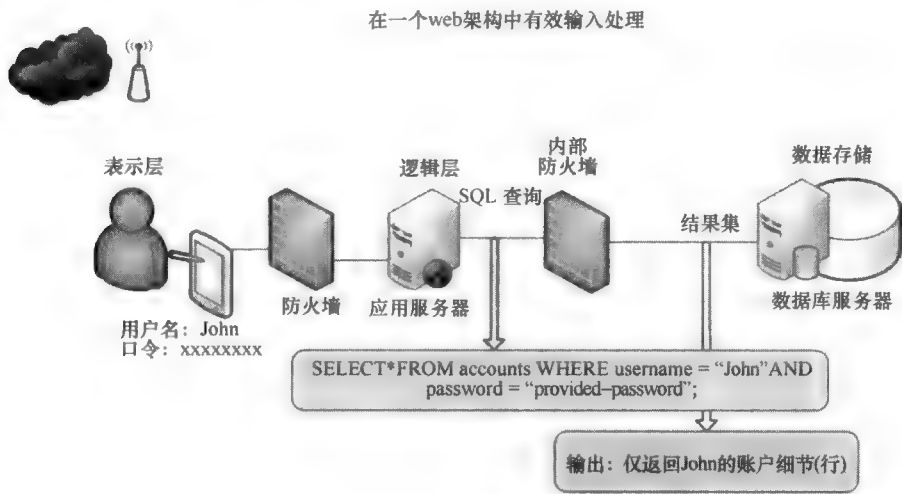 在一个web架构中有效输入处理
表示层
逻辑层
内部
防火墙
数据存储
SQL 查询
结果集
防火墙
应用服务器
数据库服务器
用户名：John
口令：xxxxxxxx
SELECT*FROM accounts WHERE username = “John”AND
password = “provided–password”;
输出：仅返回John的账户细节(行)